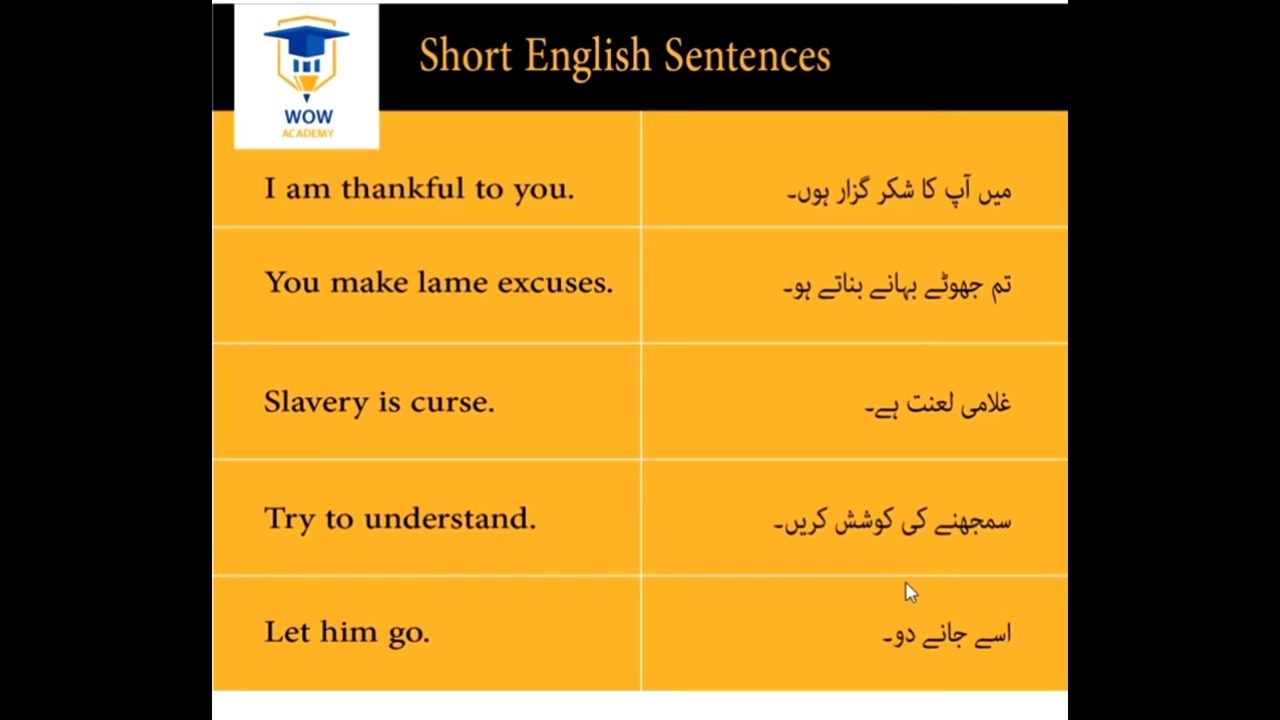 WOW
ACADEMY
Short English Sentences
I am thankful to you.
میں آپ کا شکر گزار ہوں۔
You make lame excuses.
تم جھوٹے بہانے بناتے ہو۔
Slavery is curse.
غلامی لعنت ہے۔
Try to understand.
سمجھنے کی کوشش کریں۔
Let him go.
اسے جانے دو۔